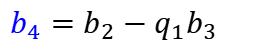 b₄ = b₂ − q₁b₃